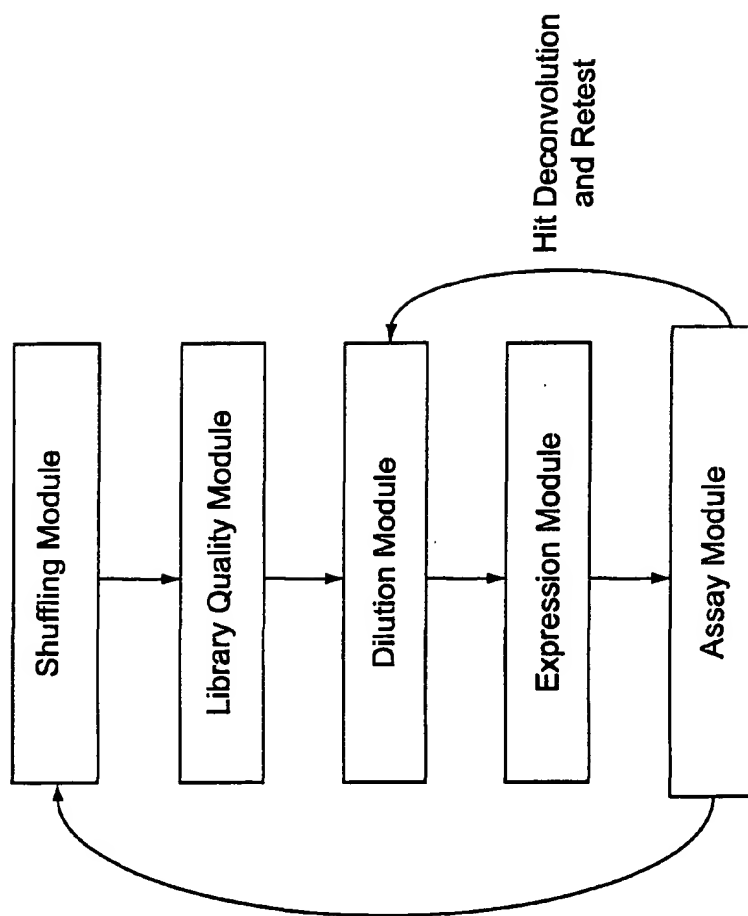 Shuffling Module
Library Quality Module
Dilution Module
Expression Module
Assay Module
Hit Deconvolution
and Retest